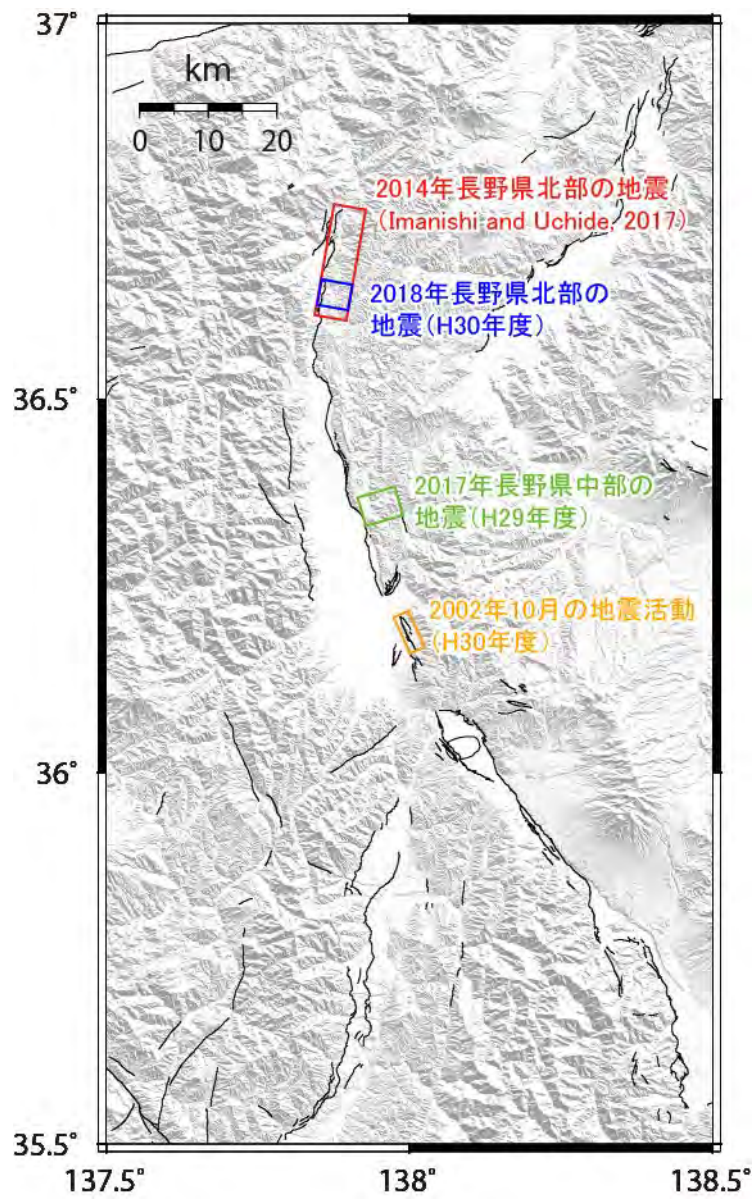 37°
km
0 10 20
2014年長野県北部の地震
(Imanishi and Uchide, 2017)
2018年長野県北部の
地震(H30年度)
36.5°
2017年長野県中部の
地震(H29年度)
2002年10月の地震活動
(H30年度)
36°
35.5°
137.5° 138° 138.5°